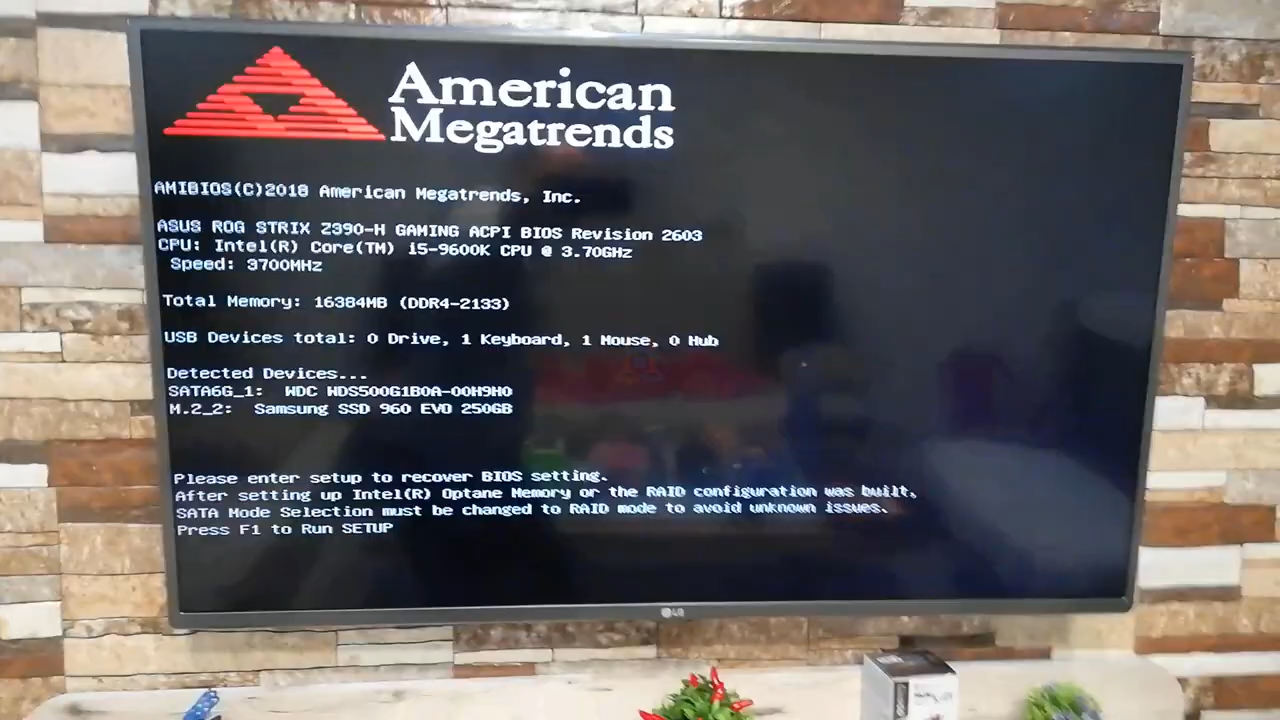 American
Megatrends
AMIBIOS(C)2018 American Megatrends, Inc.
ASUS ROG STRIX Z390-H GAMING ACPI BIOS Revision 2603
CPU: Intel(R) Core(TM) i5-9600K CPU @ 3.70GHz
Speed: 3700MHz
Total Memory: 16384MB (DDR4-2133)
USB Devices total: 0 Drive, 1 Keyboard, 1 Mouse, 0 Hub
Detected Devices...
SATA6G_1: WDC WDS500G1B0A-00H9H0
M.2_2: Samsung SSD 960 EVO 250GB
Please enter setup to recover BIOS setting.
After setting up Intel(R) Optane Memory or the RAID configuration was built,
SATA Mode Selection must be changed to RAID mode to avoid unknown issues.
Press F1 to Run SETUP
LG